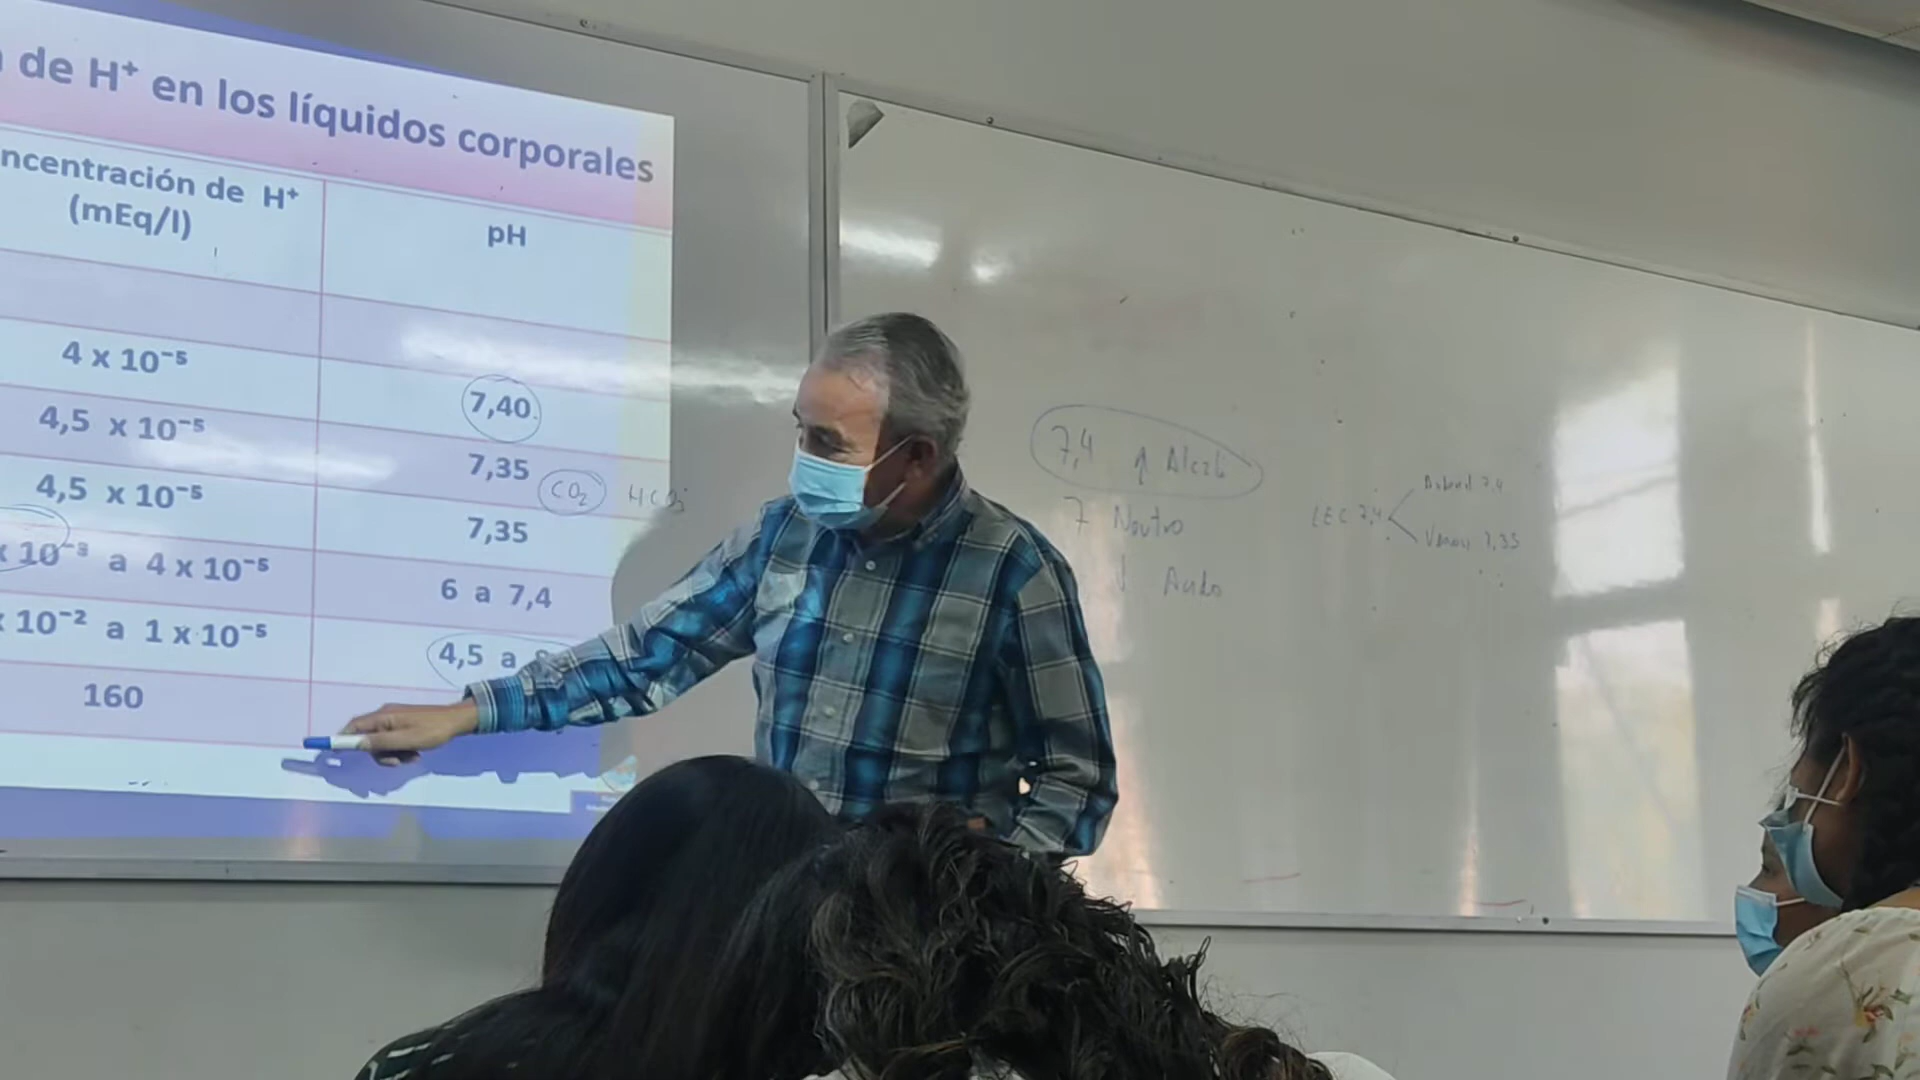 de H⁺ en los líquidos corporales
ncentración de H⁺
(mEq/l)
pH
4 x 10⁻⁵
7,40
4,5 x 10⁻⁵
7,35
CO₂ HCO₃⁻
4,5 x 10⁻⁵
7,35
x 10⁻³ a 4 x 10⁻⁵
6 a 7,4
x 10⁻² a 1 x 10⁻⁵
4,5 a
160
7,4 ↑ Alcali
7 Neutro
↓ Acido
LEC 7,4
7,4
7,35